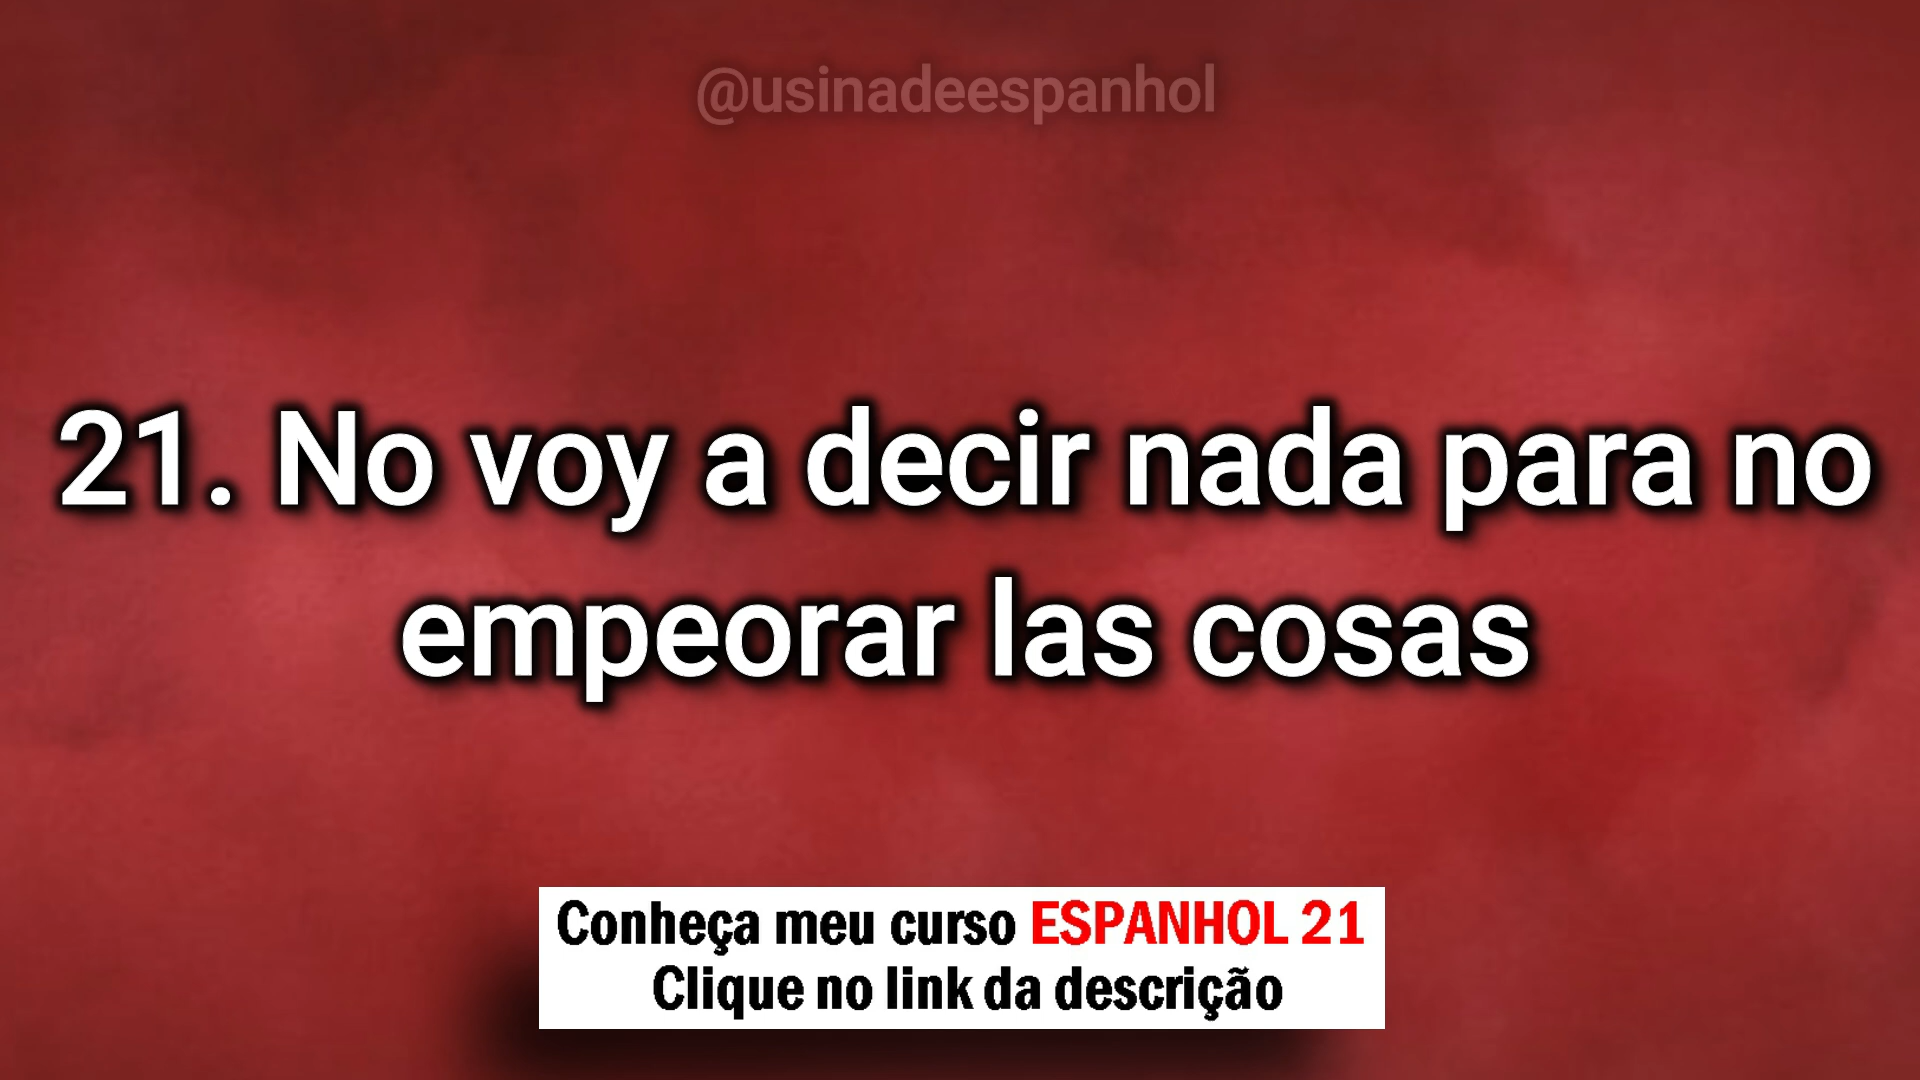 @usinadeespanhol
21. No voy a decir nada para no
empeorar las cosas
Conheça meu curso ESPANHOL 21
Clique no link da descrição